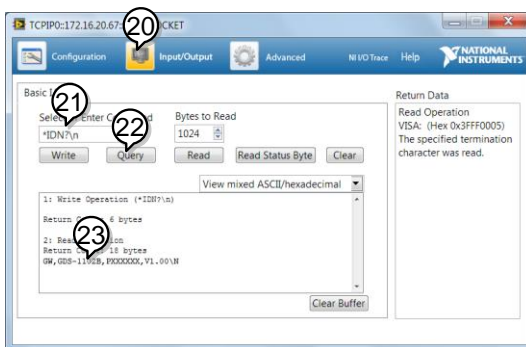 TCPIP0::172.16.20.67: CKET
20
Configuration
Input/Output
Advanced
NI I/O Trace
Help
NATIONAL
INSTRUMENTS
Basic I
21
22
Bytes to Read
Return Data
Enter
*IDN?\n
1024
Write
Query
Read
Read Status Byte
Clear
Read Operation
VISA: (Hex 0x3FFF0005)
The specified termination
character was read.
View mixed ASCII/hexadecimal
1: Write Operation (*IDN?\n)
Return 6 bytes
2: Rea ion
Return 18 bytes
23
GW,GDS-1102B,PXXXXXX,V1.00\N
Clear Buffer